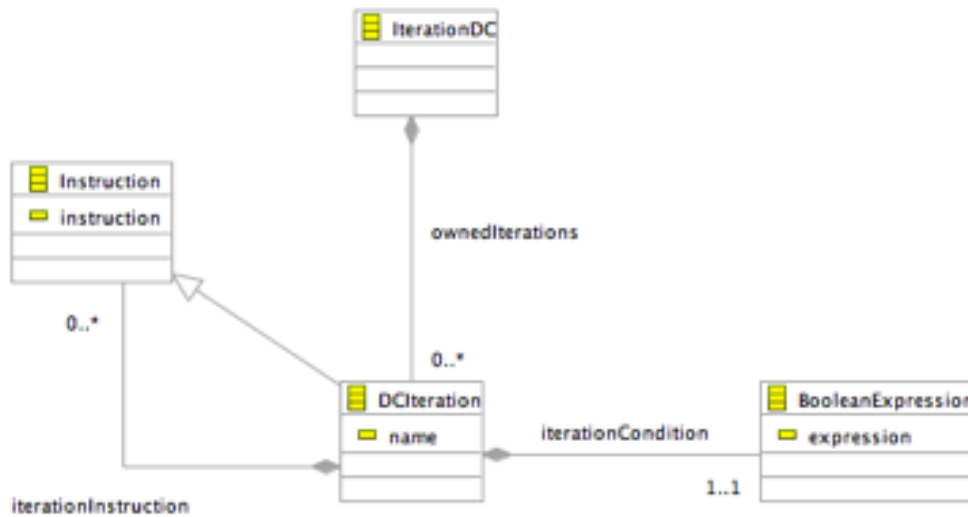 IterationDC
Instruction
instruction
ownedIterations
0..*
0..*
DCIteration
BooleanExpression
name
iterationCondition
expression
1..1
iterationInstruction